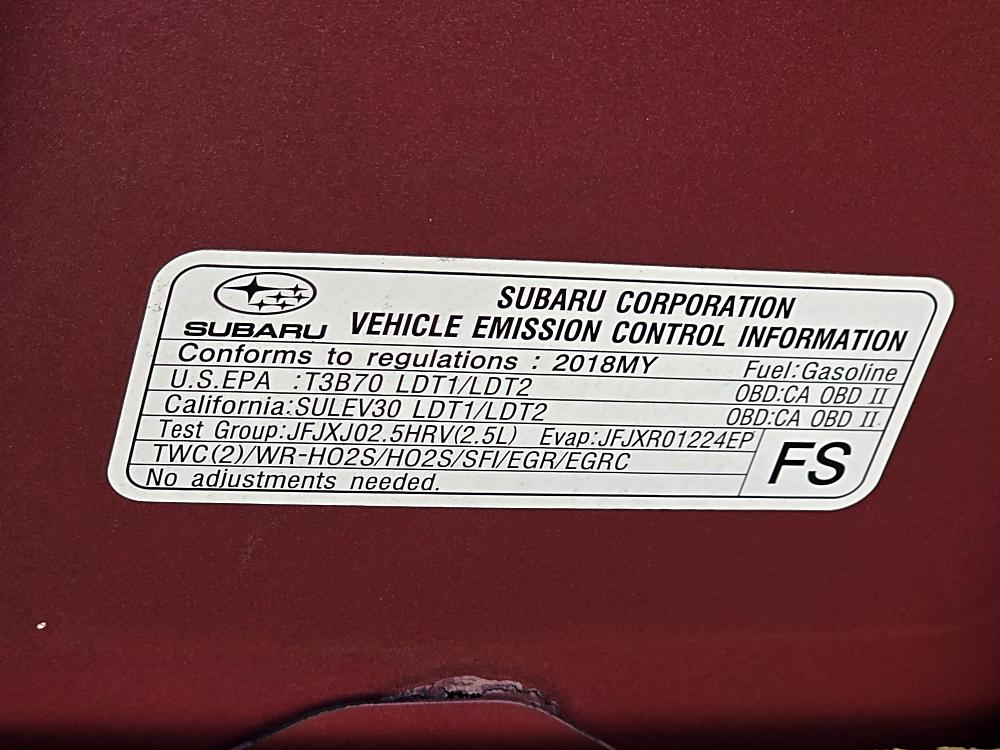 SUBARU
SUBARU CORPORATION
VEHICLE EMISSION CONTROL INFORMATION
Conforms to regulations : 2018MY Fuel:Gasoline
U.S.EPA :T3B70 LDT1/LDT2 OBD:CA OBD II
California:SULEV30 LDT1/LDT2 OBD:CA OBD II
Test Group:JFJXJ02.5HRV(2.5L) Evap:JFJXR01224EP
TWC(2)/WR-HO2S/HO2S/SFI/EGR/EGRC
FS
No adjustments needed.